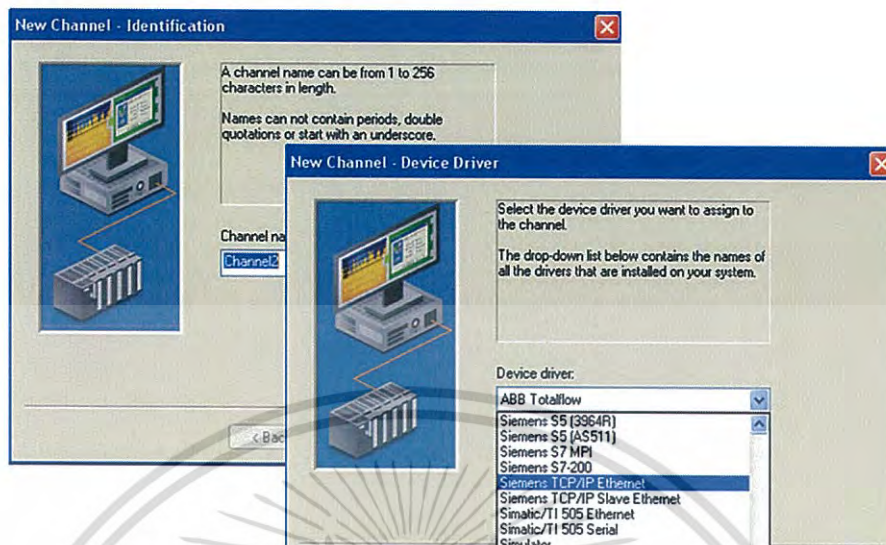 New Channel - Identification
A channel name can be from 1 to 256
characters in length.
Names can not contain periods, double
quotations or start with an underscore.
Channel na
Channel2
< Bac
New Channel - Device Driver
Select the device driver you want to assign to
the channel.
The drop-down list below contains the names of
all the drivers that are installed on your system.
Device driver:
ABB Totalflow
Siemens S5 (3964R)
Siemens S5 (AS511)
Siemens S7 MPI
Siemens S7-200
Siemens TCP/IP Ethernet
Siemens TCP/IP Slave Ethernet
Simatic/TI 505 Ethernet
Simatic/TI 505 Serial
Simulator